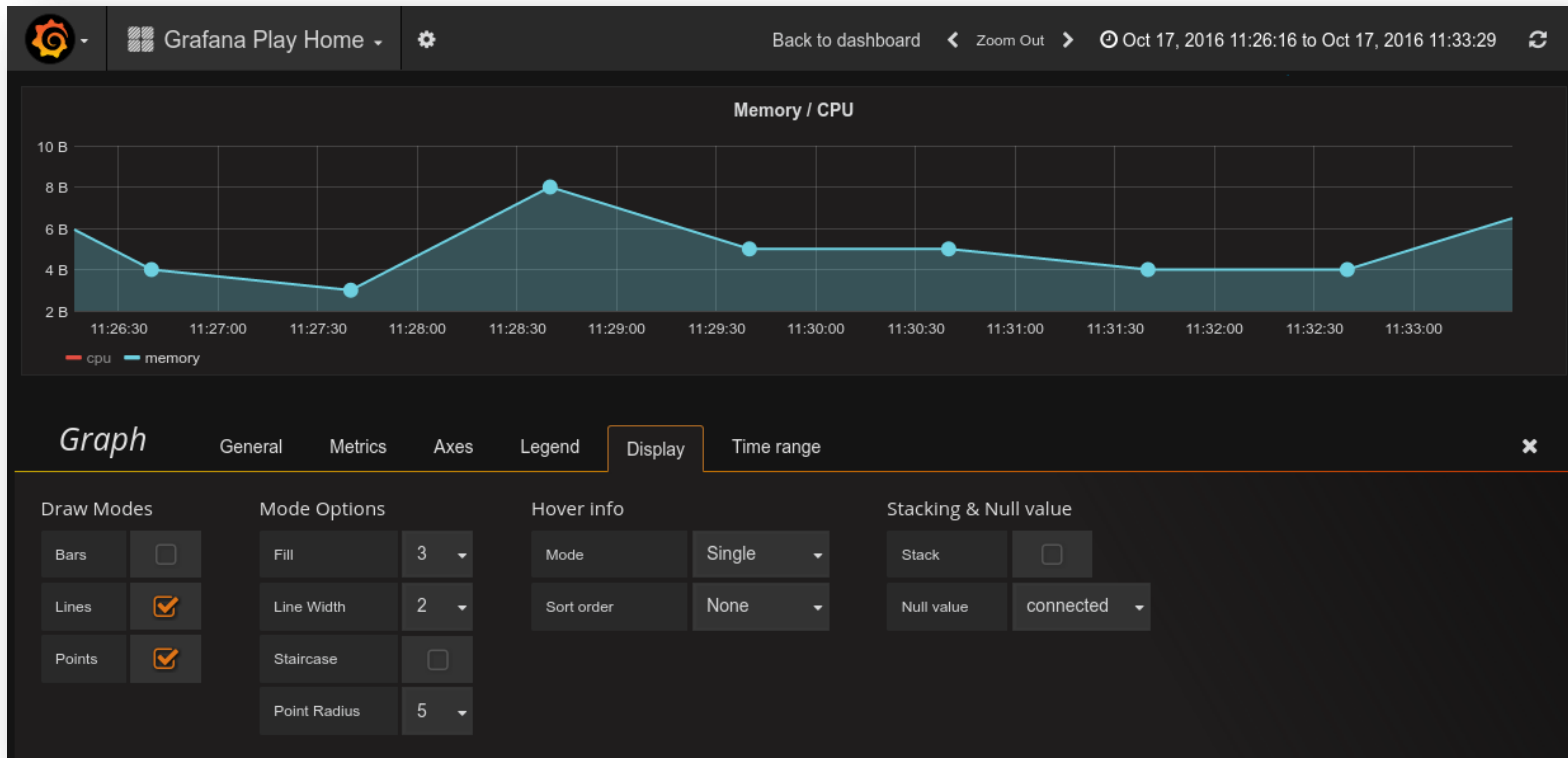 Grafana Play Home
Back to dashboard Zoom Out Oct 17, 2016 11:26:16 to Oct 17, 2016 11:33:29
Memory / CPU
10 B
8 B
6 B
4 B
2 B
11:26:30 11:27:00 11:27:30 11:28:00 11:28:30 11:29:00 11:29:30 11:30:00 11:30:30 11:31:00 11:31:30 11:32:00 11:32:30 11:33:00
cpu memory
Graph General Metrics Axes Legend Display Time range
Draw Modes Mode Options Hover info Stacking & Null value
Bars Fill 3 Mode Single Stack
Lines Line Width 2 Sort order None Null value connected
Points Staircase
Point Radius 5